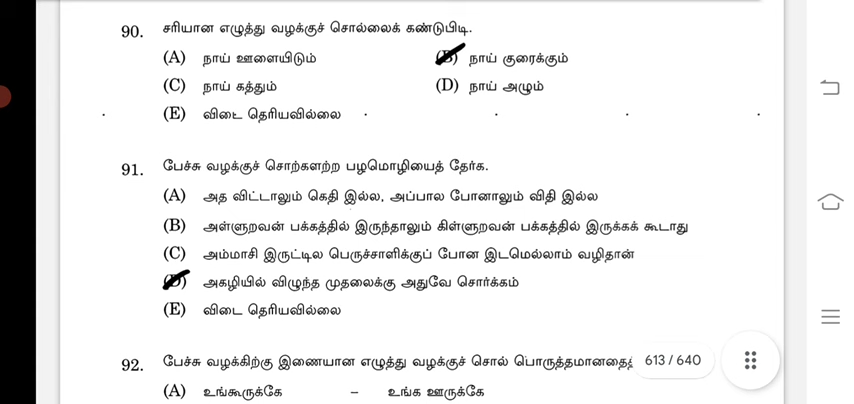 90. சரியான எழுத்து வழக்குச் சொல்லைக் கண்டுபிடி.
(A) நாய் ஊளையிடும் (B) நாய் குரைக்கும்
(C) நாய் கத்தும் (D) நாய் அழும்
(E) விடை தெரியவில்லை
91. பேச்சு வழக்குச் சொற்களற்ற பழமொழியைத் தேர்க.
(A) அத விட்டாலும் கெதி இல்ல, அப்பால போனாலும் விதி இல்ல
(B) அள்ளுறவன் பக்கத்தில் இருந்தாலும் கிள்ளுறவன் பக்கத்தில் இருக்கக் கூடாது
(C) அம்மாசி இருட்டில பெருச்சாளிக்குப் போன இடமெல்லாம் வழிதான்
(D) அகழியில் விழுந்த முதலைக்கு அதுவே சொர்க்கம்
(E) விடை தெரியவில்லை
92. பேச்சு வழக்கிற்கு இணையான எழுத்து வழக்குச் சொல் பொருத்தமானதைத் 613 / 640
(A) உங்கூருக்கே – உங்க ஊருக்கே